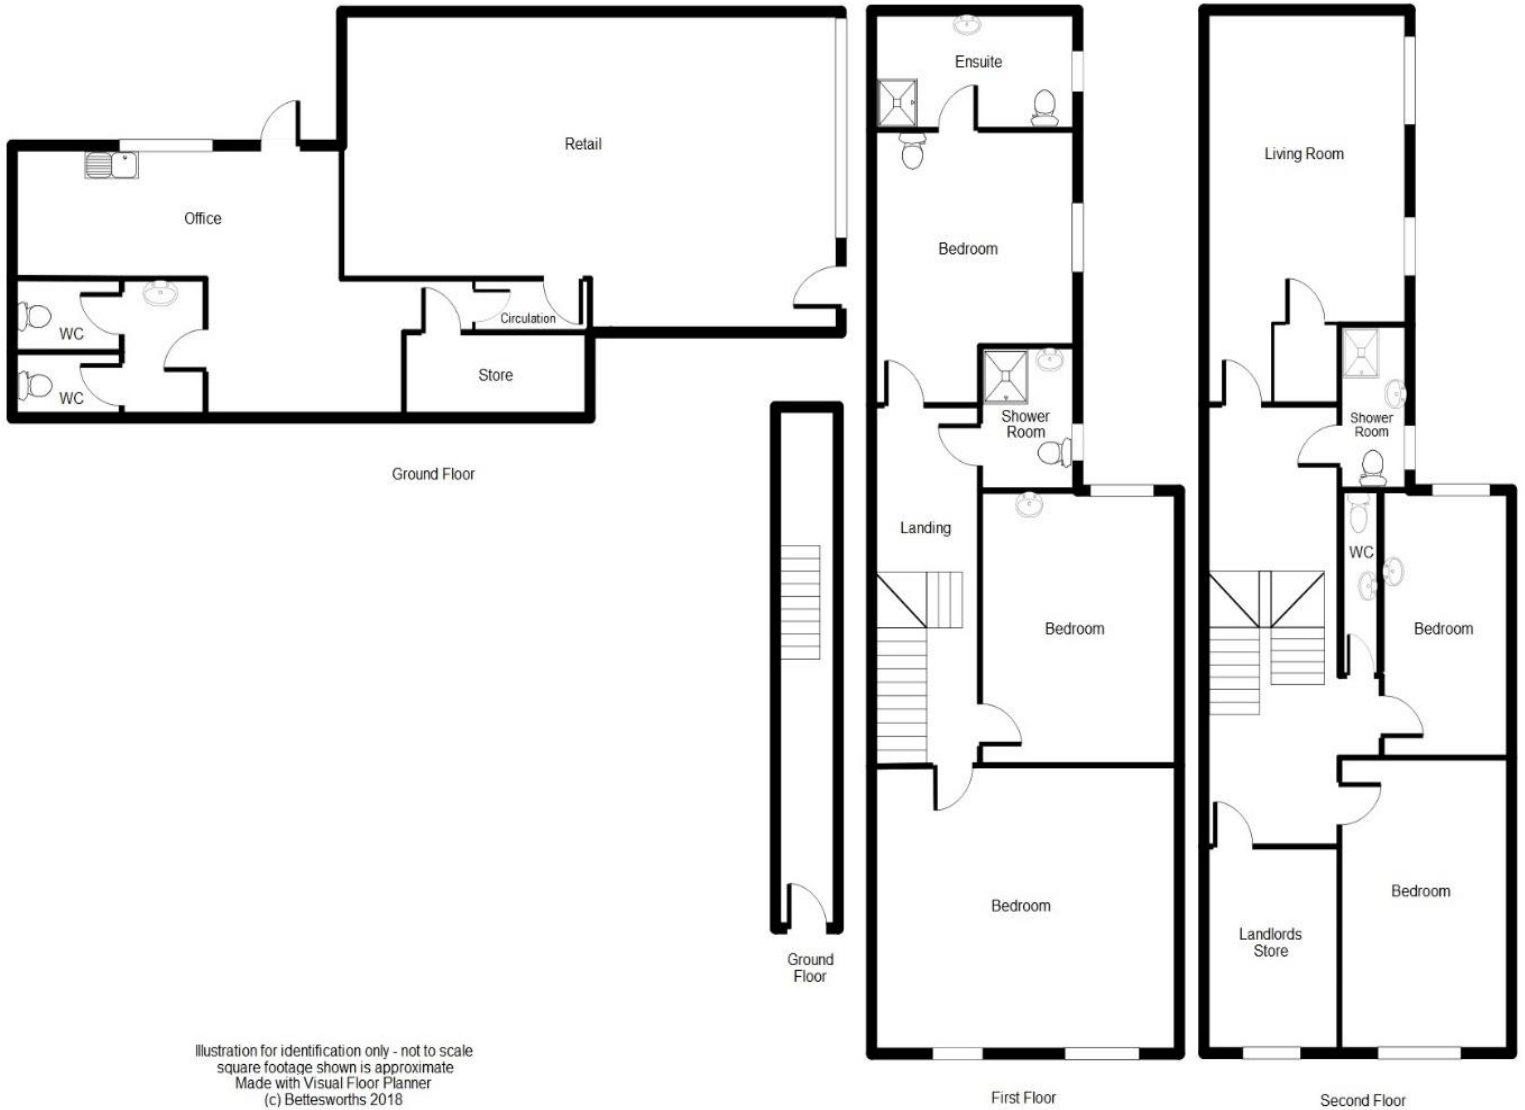 Retail
Office
Circulation
WC
Store
WC
Ground Floor
Ground
Floor
Ensuite
Bedroom
Shower
Room
Landing
Bedroom
Bedroom
First Floor
Living Room
Shower
Room
WC
Bedroom
Bedroom
Landlords
Store
Second Floor
Illustration for identification only - not to scale
square footage shown is approximate
Made with Visual Floor Planner
(c) Bettesworths 2018